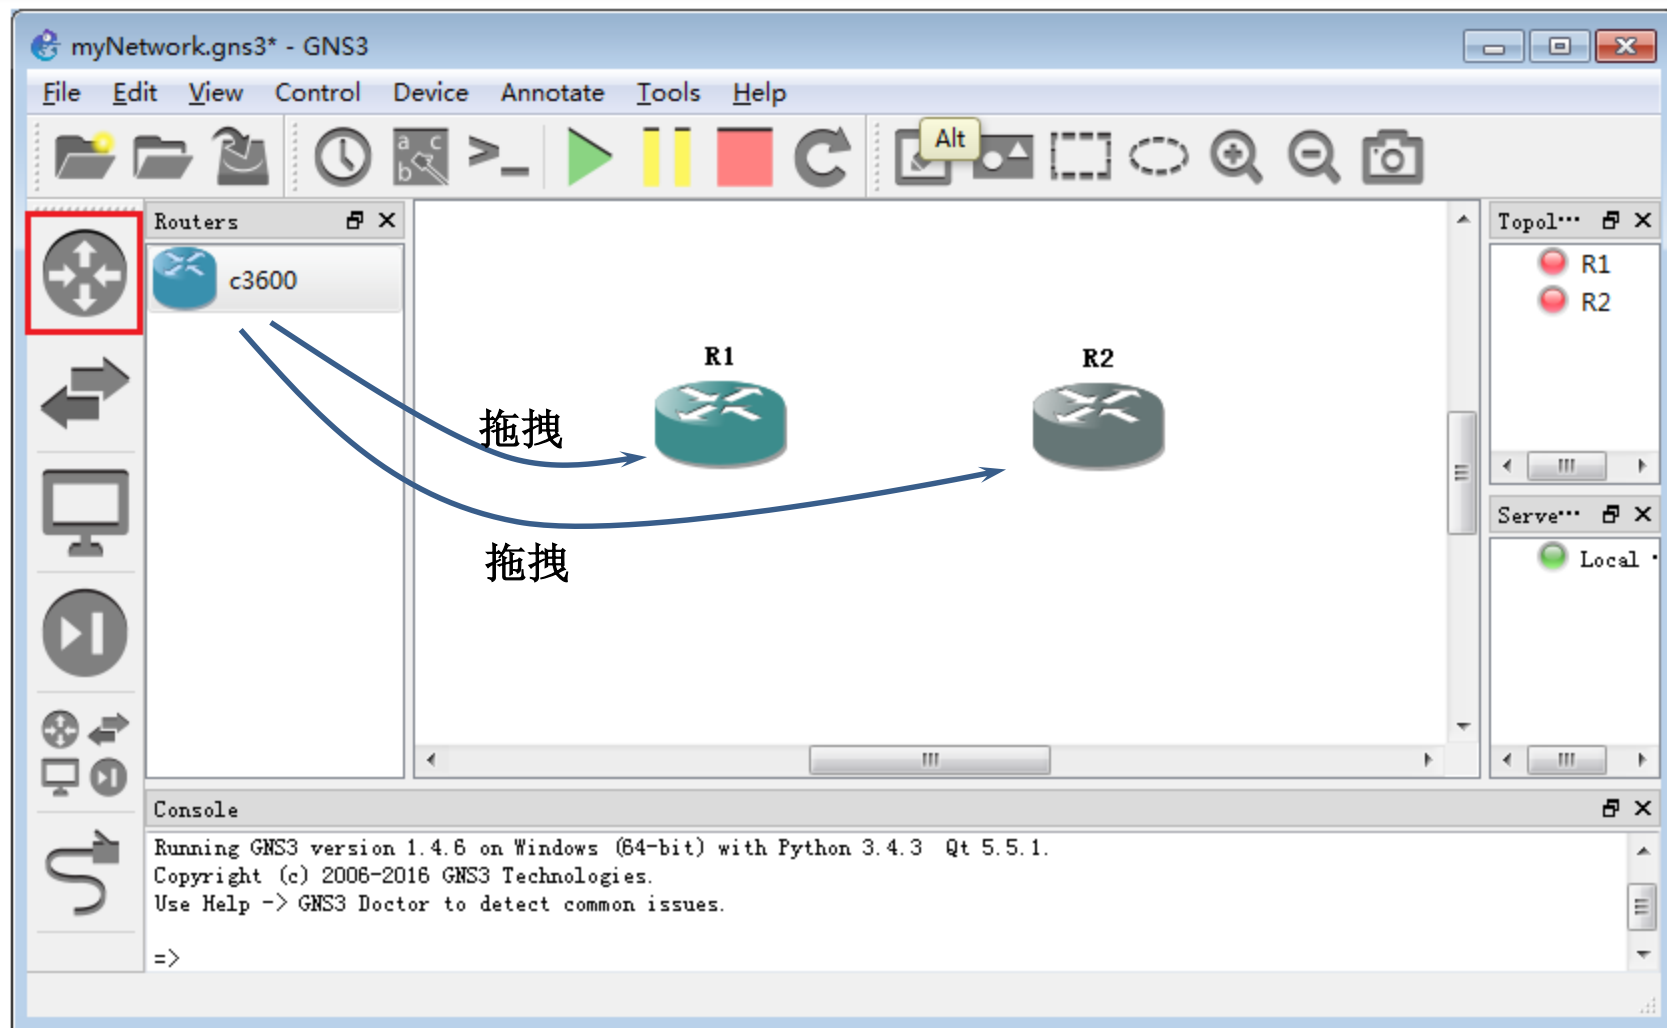 myNetwork.gns3* - GNS3
File Edit View Control Device Annotate Tools Help
a c
b
>_
Alt
Routers
Topol···
c3600
R1
R2
R1
R2
拖拽
拖拽
Serve···
Local
Console
Running GNS3 version 1.4.6 on Windows (64-bit) with Python 3.4.3 Qt 5.5.1.
Copyright (c) 2006-2016 GNS3 Technologies.
Use Help -> GNS3 Doctor to detect common issues.
=>